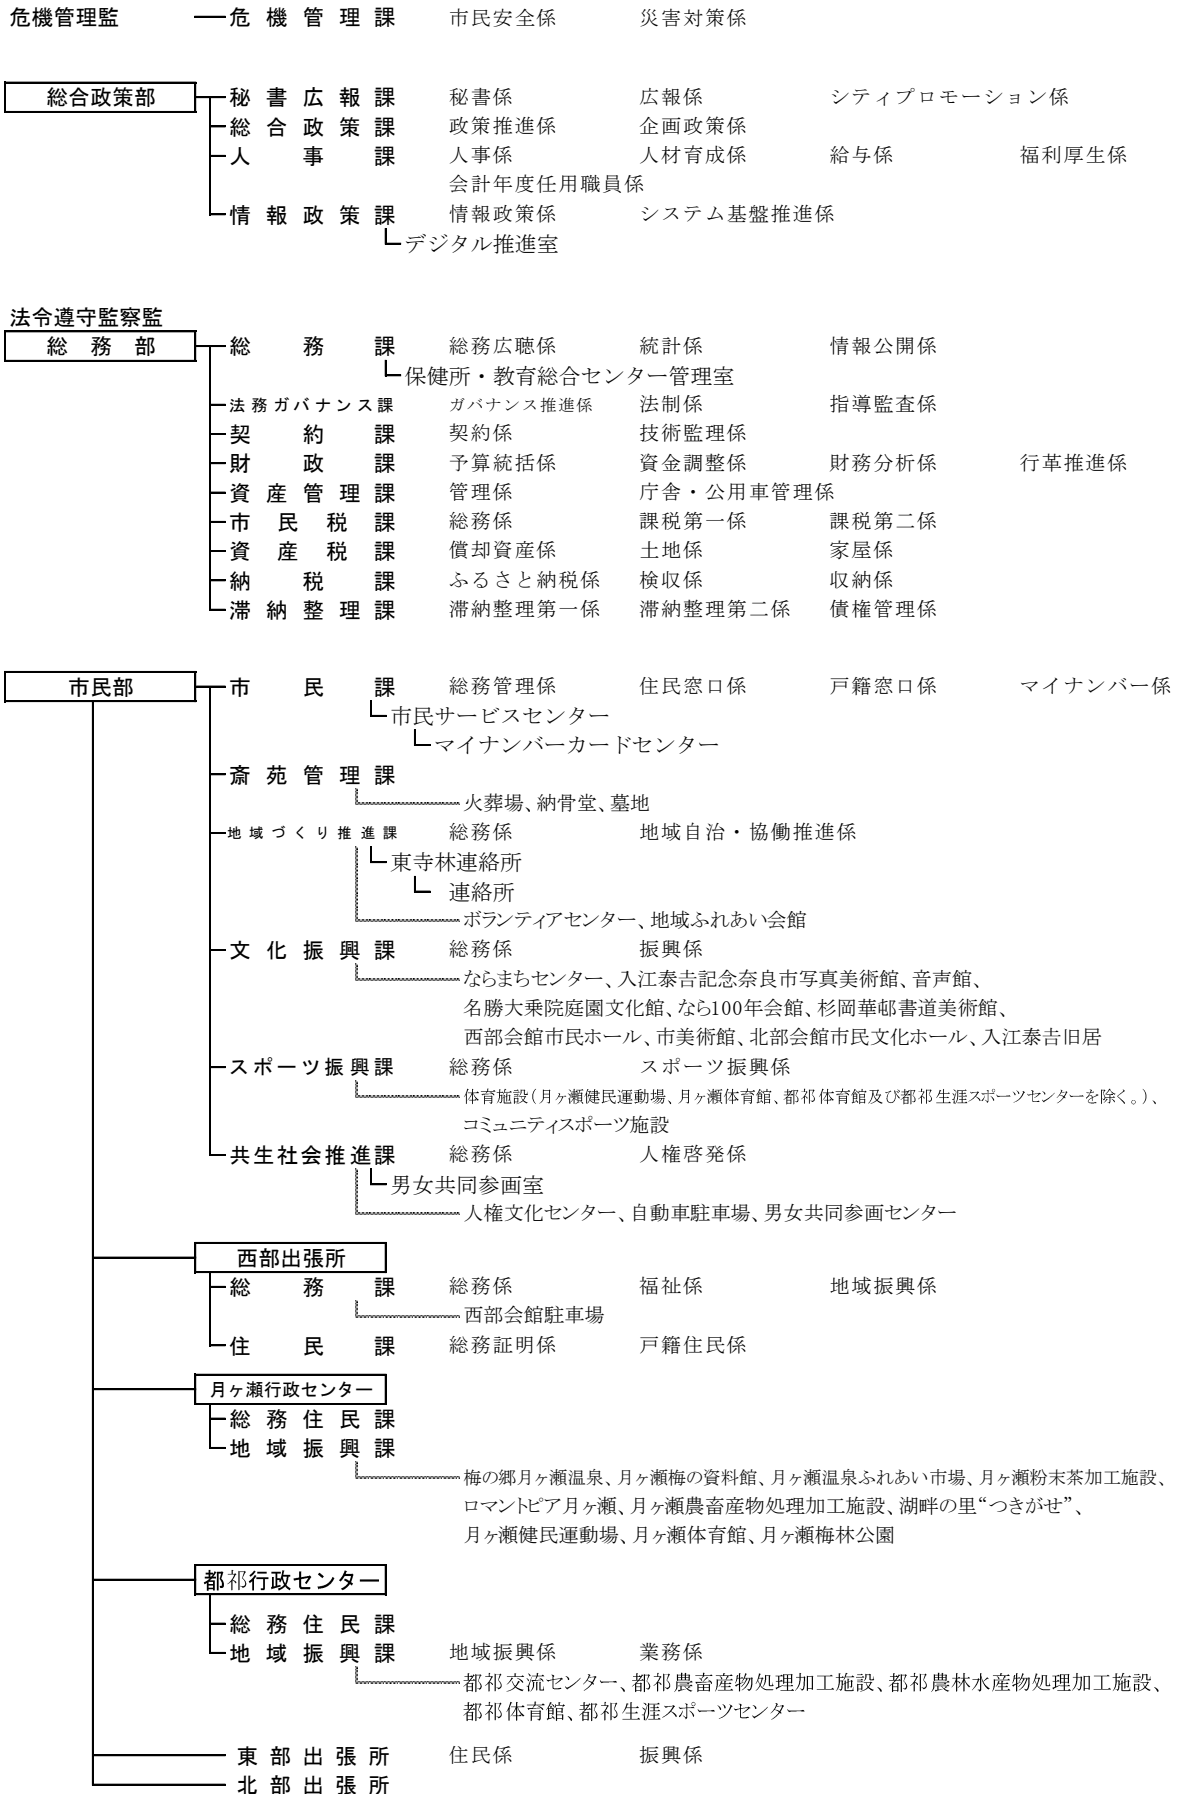 危機管理監 危機管理課 市民安全係 災害対策係
総合政策部 秘書広報課 秘書係 広報係 シティプロモーション係
総合政策課 政策推進係 企画政策係
人事課 人事係 人材育成係 給与係 福利厚生係
会計年度任用職員係
情報政策課 情報政策係 システム基盤推進係
デジタル推進室
法令遵守監察監
総務部 総務課 総務広聴係 統計係 情報公開係
保健所・教育総合センター管理室
法務ガバナンス課 ガバナンス推進係 法制係 指導監査係
契約課 契約係 技術監理係
財政課 予算統括係 資金調整係 財務分析係 行革推進係
資産管理課 管理係 庁舎・公用車管理係
市民税課 総務係 課税第一係 課税第二係
資産税課 償却資産係 土地係 家屋係
納税課 ふるさと納税係 検収係 収納係
滞納整理課 滞納整理第一係 滞納整理第二係 債権管理係
市民部 市民課 総務管理係 住民窓口係 戸籍窓口係 マイナンバー係
市民サービスセンター
マイナンバーカードセンター
斎苑管理課
火葬場、納骨堂、墓地
地域づくり推進課 総務係 地域自治・協働推進係
東寺林連絡所
連絡所
ボランティアセンター、地域ふれあい会館
文化振興課 総務係 振興係
ならまちセンター、入江泰𠮷記念奈良市写真美術館、音声館、
名勝大乗院庭園文化館、なら100年会館、杉岡華邨書道美術館、
西部会館市民ホール、市美術館、北部会館市民文化ホール、入江泰𠮷旧居
スポーツ振興課 総務係 スポーツ振興係
体育施設（月ヶ瀬健民運動場、月ヶ瀬体育館、都祁体育館及び都祁生涯スポーツセンターを除く。）、
コミュニティスポーツ施設
共生社会推進課 総務係 人権啓発係
男女共同参画室
人権文化センター、自動車駐車場、男女共同参画センター
西部出張所
総務課 総務係 福祉係 地域振興係
西部会館駐車場
住民課 総務証明係 戸籍住民係
月ヶ瀬行政センター
総務住民課
地域振興課
梅の郷月ヶ瀬温泉、月ヶ瀬梅の資料館、月ヶ瀬温泉ふれあい市場、月ヶ瀬粉末茶加工施設、
ロマントピア月ヶ瀬、月ヶ瀬農畜産物処理加工施設、湖畔の里“つきがせ”、
月ヶ瀬健民運動場、月ヶ瀬体育館、月ヶ瀬梅林公園
都祁行政センター
総務住民課
地域振興課 地域振興係 業務係
都祁交流センター、都祁農畜産物処理加工施設、都祁農林水産物処理加工施設、
都祁体育館、都祁生涯スポーツセンター
東部出張所 住民係 振興係
北部出張所